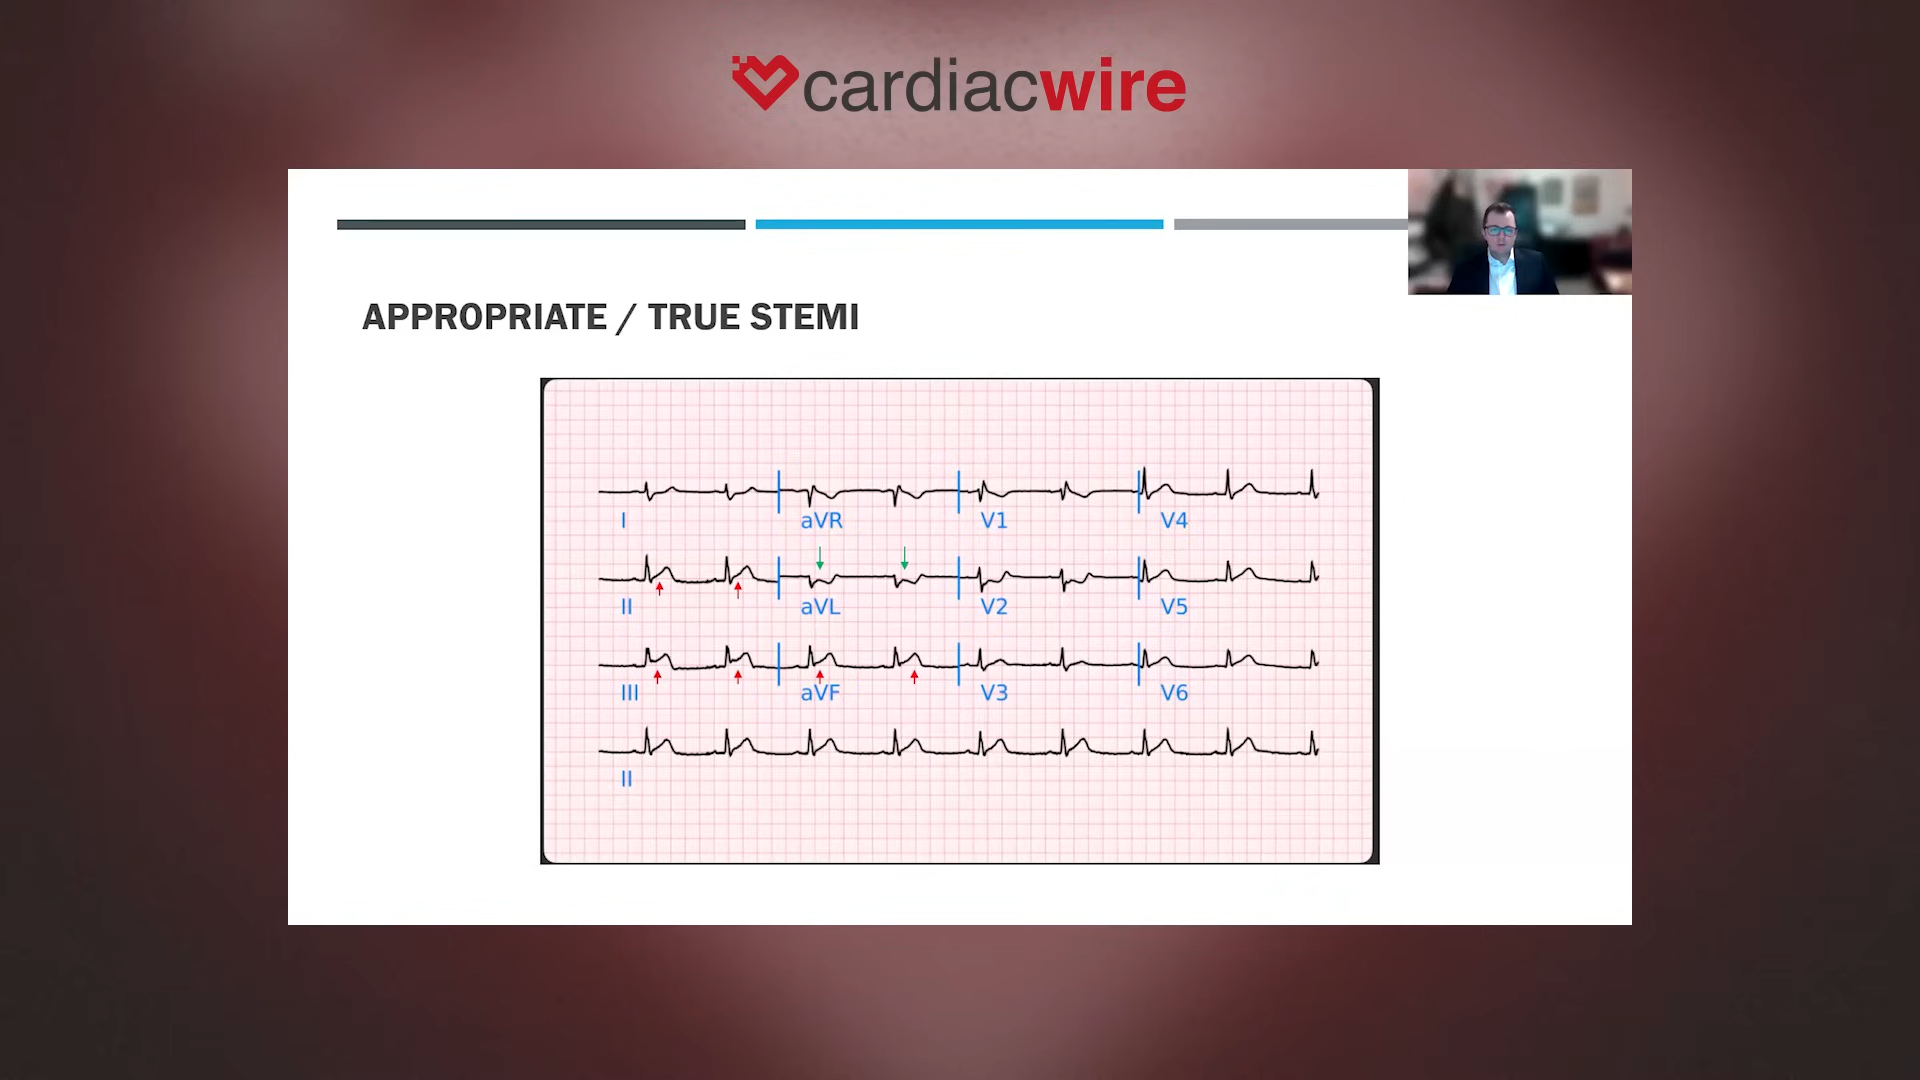 cardiacwire
APPROPRIATE / TRUE STEMI
I aVR V1 V4
II aVL V2 V5
III aVF V3 V6
II